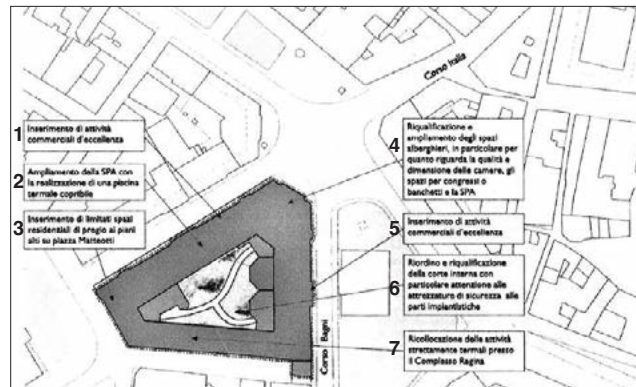 Corso Italia
1
Inserimento di attività
commerciali d'eccellenza
2
Ampliamento della SPA con
la realizzazione di una piscina
termale copribile
3
Inserimento di limitati spazi
residenziali di pregio ai piani
alti su piazza Matteotti
4
Riqualificazione e
ampliamento degli spazi
alberghieri, in particolare per
quanto riguarda la qualità e
dimensione delle camere, gli
spazi per congressi o
banchetti e la SPA
5
Inserimento di attività
commerciali d'eccellenza
6
Riordino e riqualificazione
della corte interna con
particolare attenzione alle
attrezzatura di sicurezza alle
parti impiantistiche
7
Ricollocazione delle attività
strettamente termali presso
il Complesso Ragina
Corso Bagni